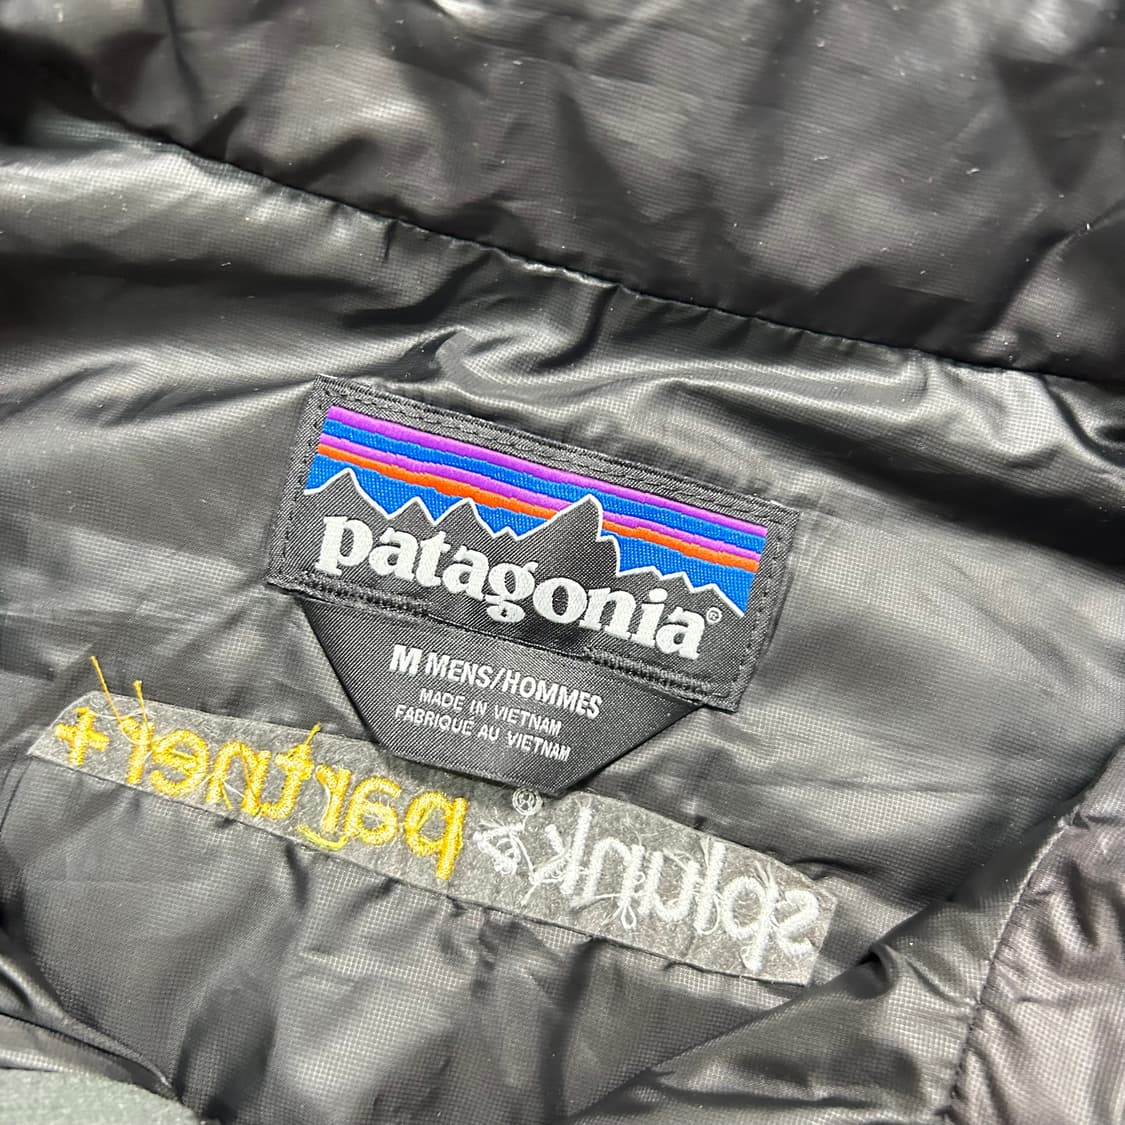 patagonia®
M MENS/HOMMES
MADE IN VIETNAM
FABRIQUÉ AU VIETNAM
splunk> ® partner+